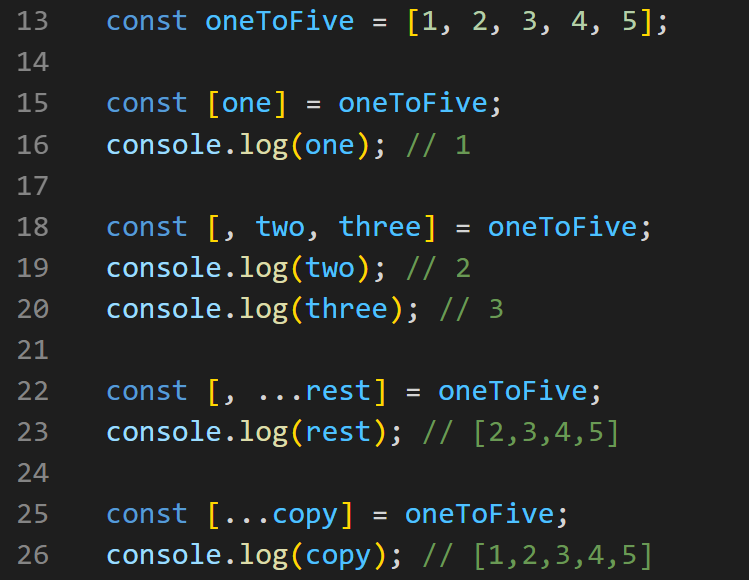 13 const oneToFive = [1, 2, 3, 4, 5];
14
15 const [one] = oneToFive;
16 console.log(one); // 1
17
18 const [, two, three] = oneToFive;
19 console.log(two); // 2
20 console.log(three); // 3
21
22 const [, ...rest] = oneToFive;
23 console.log(rest); // [2,3,4,5]
24
25 const [...copy] = oneToFive;
26 console.log(copy); // [1,2,3,4,5]